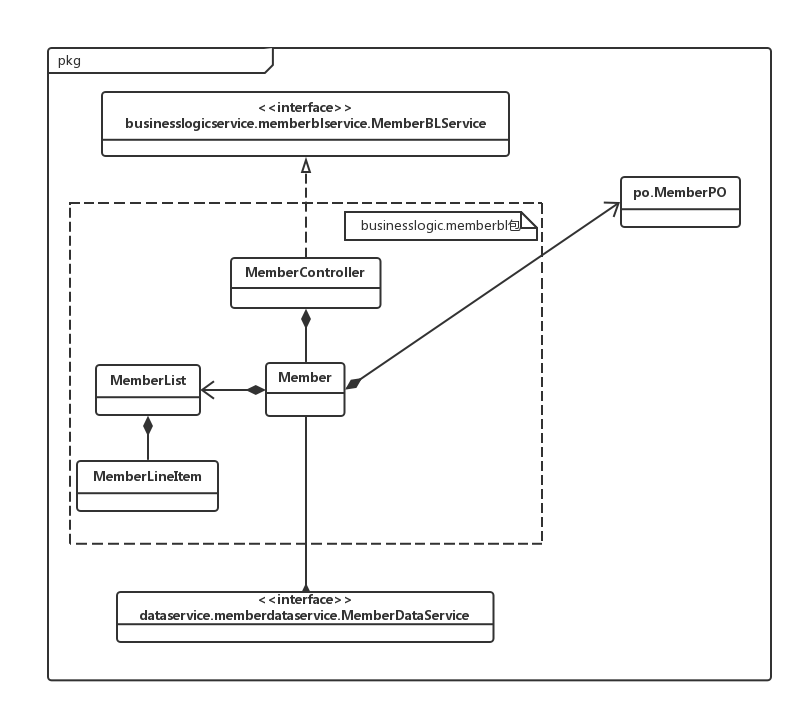 pkg
<<interface>>
businesslogicservice.memberblservice.MemberBLService
po.MemberPO
businesslogic.memberbl包
MemberController
MemberList
Member
MemberLineItem
<<interface>>
dataservice.memberdataservice.MemberDataService